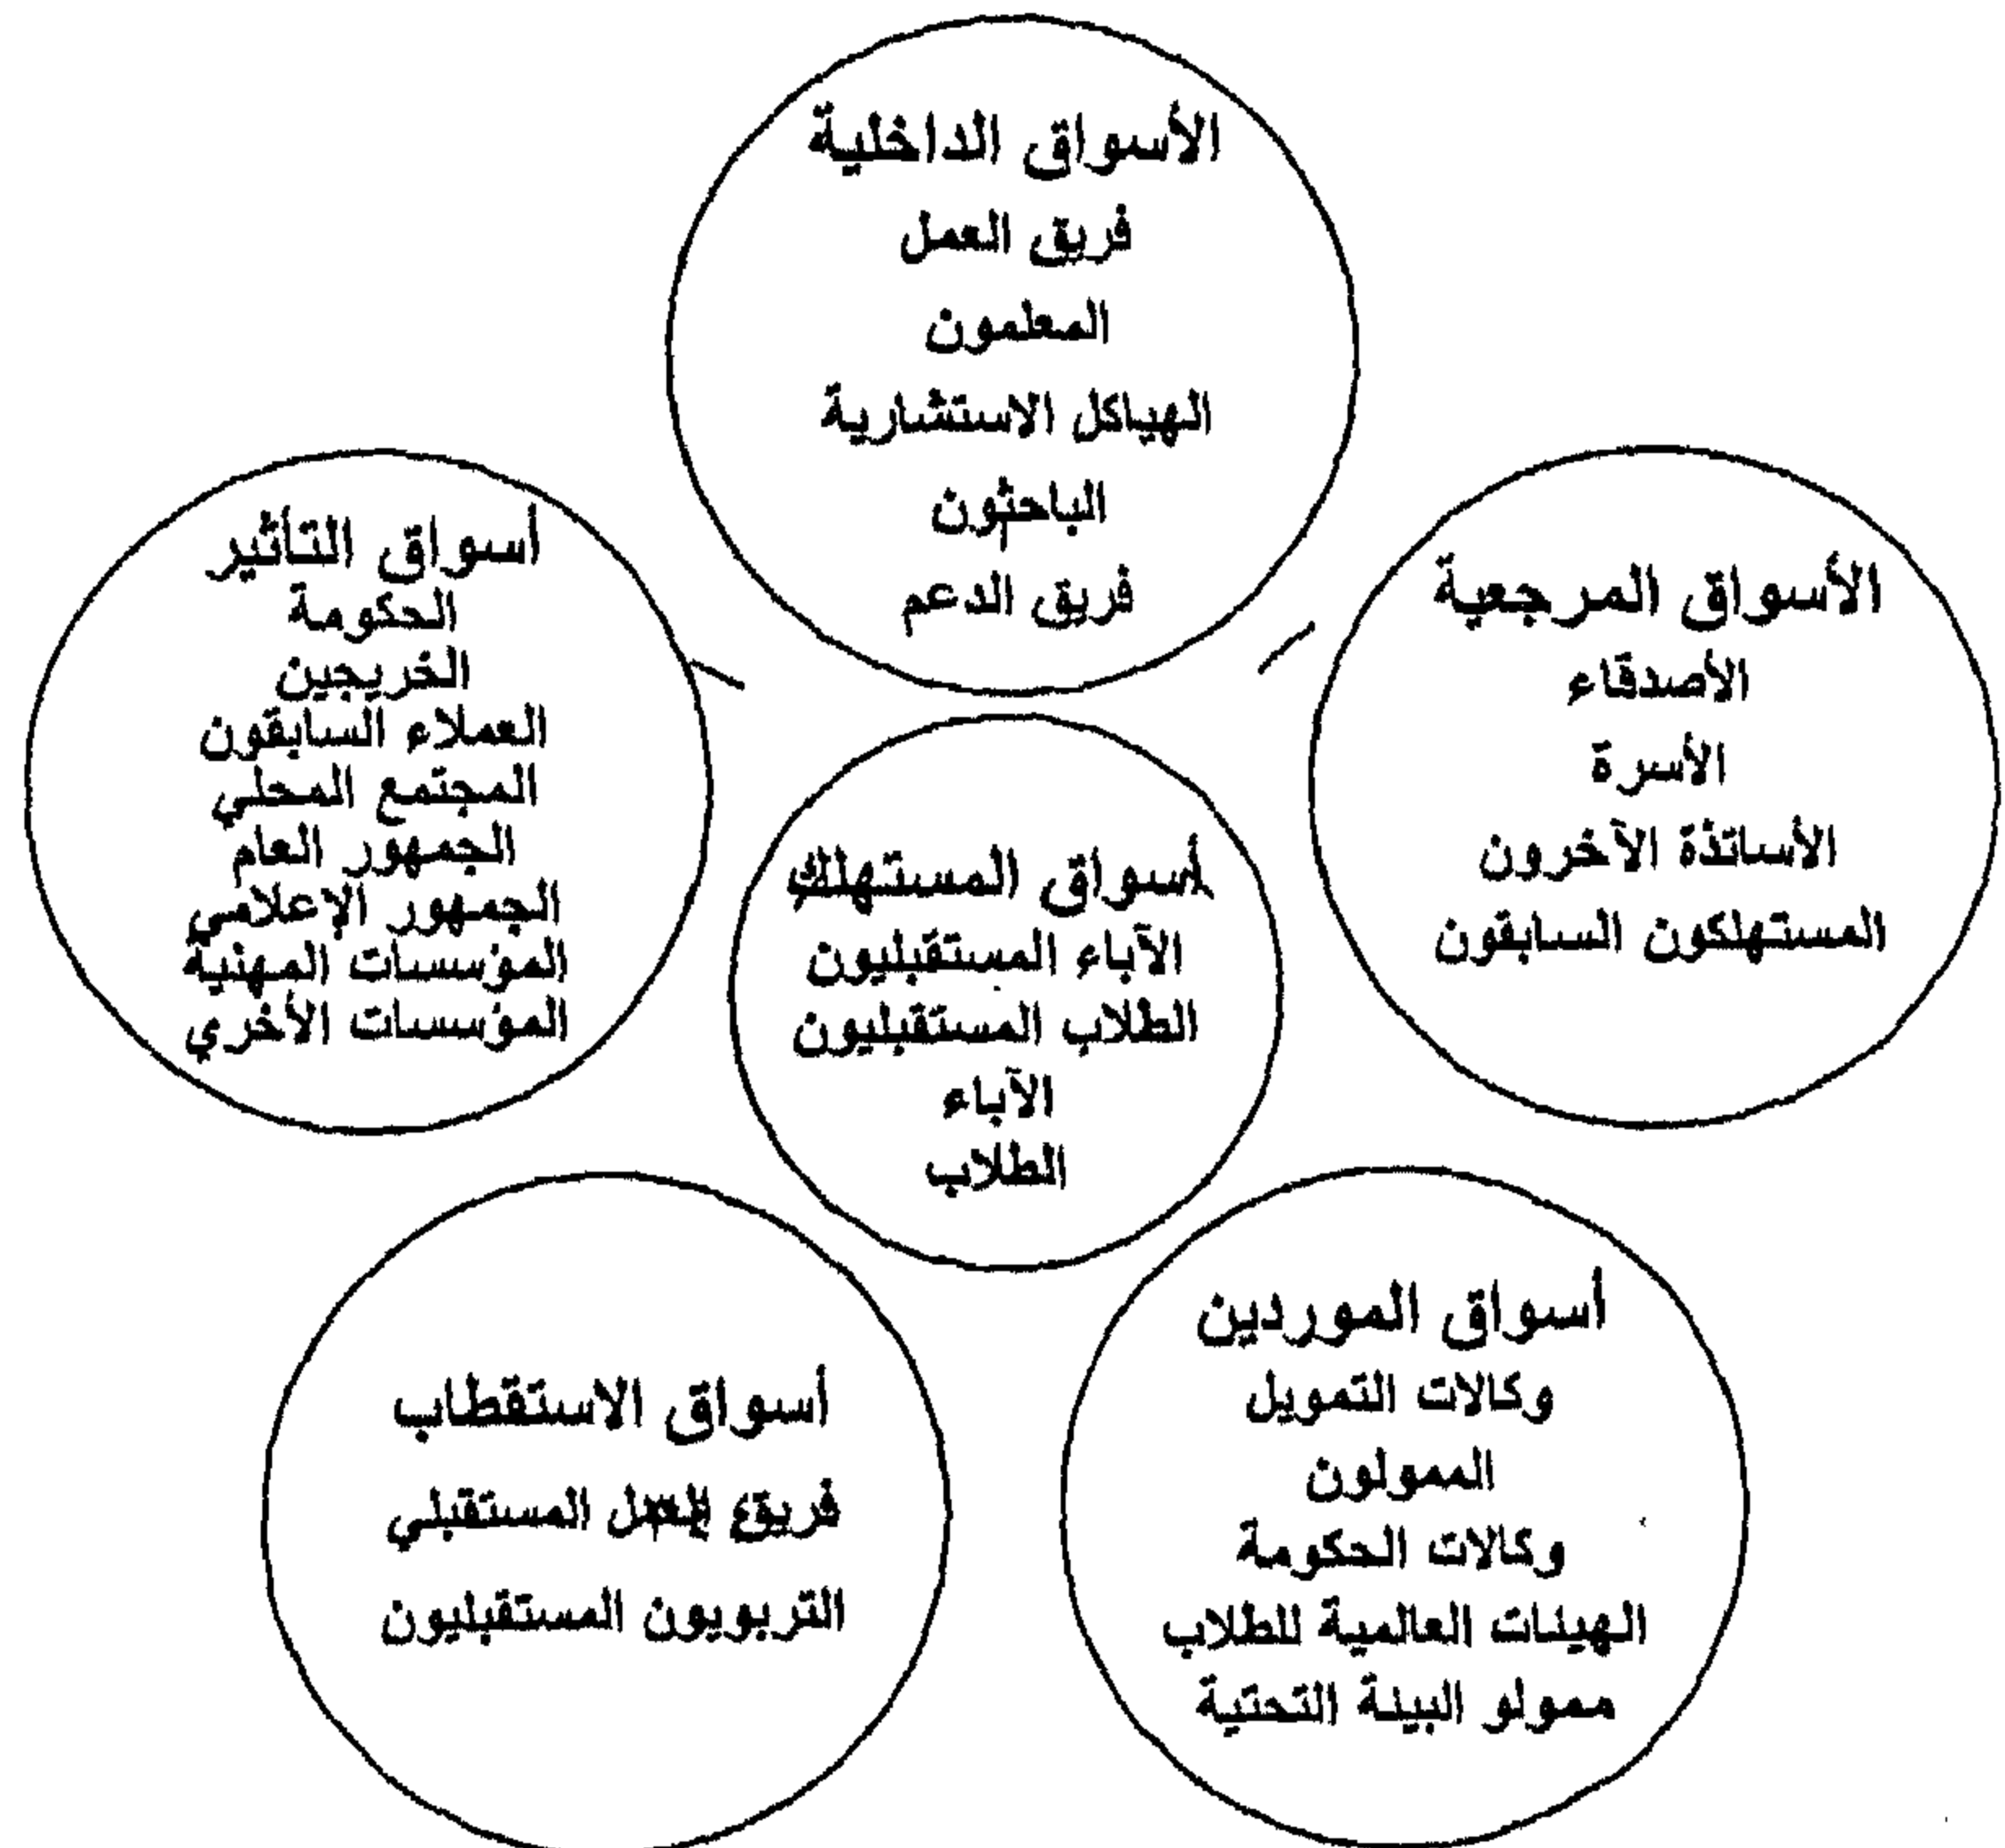 الأسواق الداخلية
فريق العمل
المعلمون
الهياكل الاستشارية
الباحثون
فريق الدعم
الأسواق المرجعية
الأصدقاء
الأسرة
الأساتذة الآخرون
المستهلكون السابقون
أسواق التأثير
الحكومة
الخريجين
العملاء السابقون
المجتمع المحلي
الجمهور العام
الجمهور الإعلامي
المؤسسات المهنية
المؤسسات الأخري
أسواق المستهلك
الآباء المستقبليون
الطلاب المستقبليون
الآباء
الطلاب
أسواق الموردين
وكالات التمويل
الممولون
وكالات الحكومة
الهيئات العالمية للطلاب
ممولو البيئة التحتية
أسواق الاستقطاب
فريق العمل المستقبلي
التربويون المستقبليون